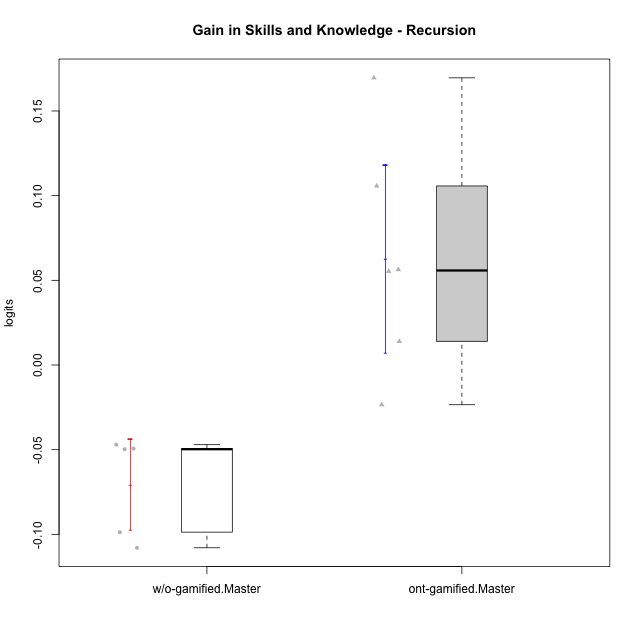 Gain in Skills and Knowledge - Recursion
logits
0.15
0.10
0.05
0.00
-0.05
-0.10
w/o-gamified.Master
ont-gamified.Master